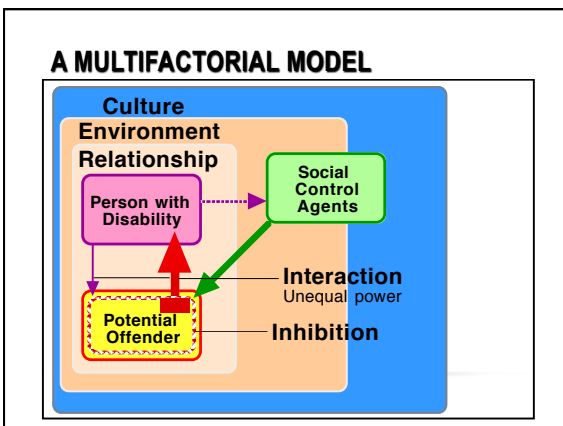 A MULTIFACTORIAL MODEL
Culture
Environment
Relationship
Person with
Disability
Social
Control
Agents
Interaction
Unequal power
Potential
Offender
Inhibition